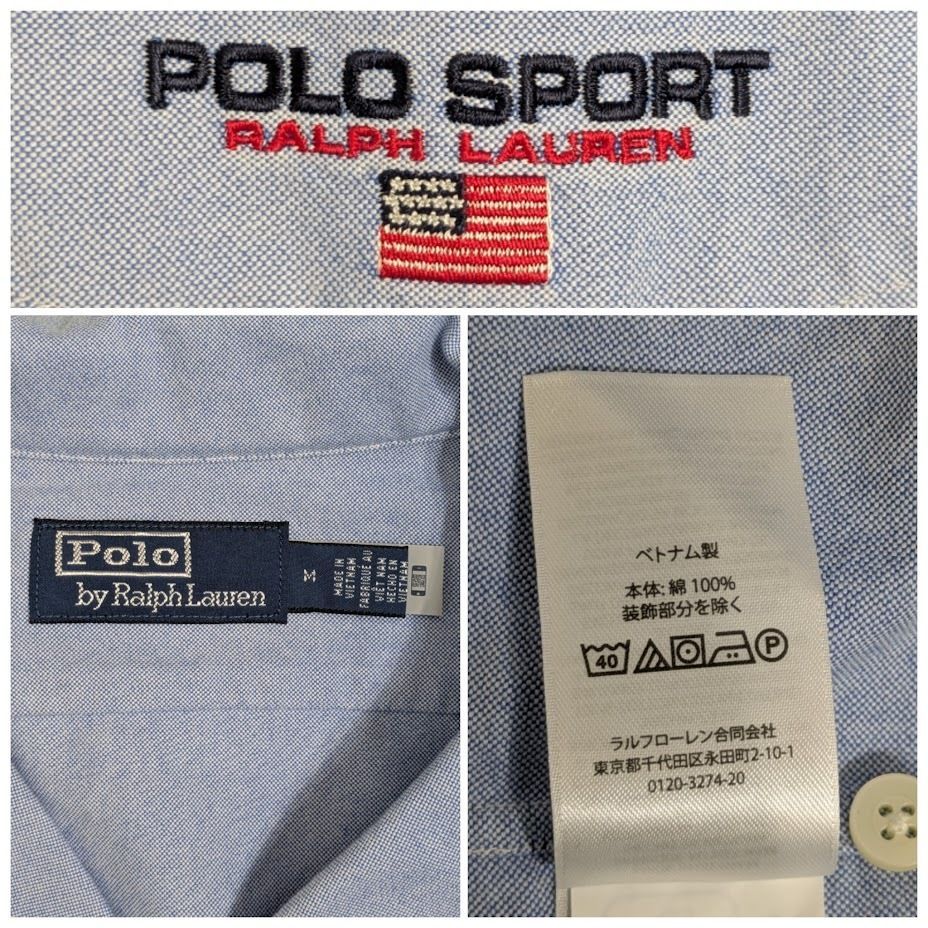 POLO SPORT
RALPH LAUREN
Polo
by Ralph Lauren
M
MADE IN
VIETNAM
FABRIQUÉ AU
VIÊT NAM
HECHO EN
VIETNAM
ベトナム製
本体: 綿 100%
装飾部分を除く
40
P
ラルフローレン合同会社
東京都千代田区永田町2-10-1
0120-3274-20